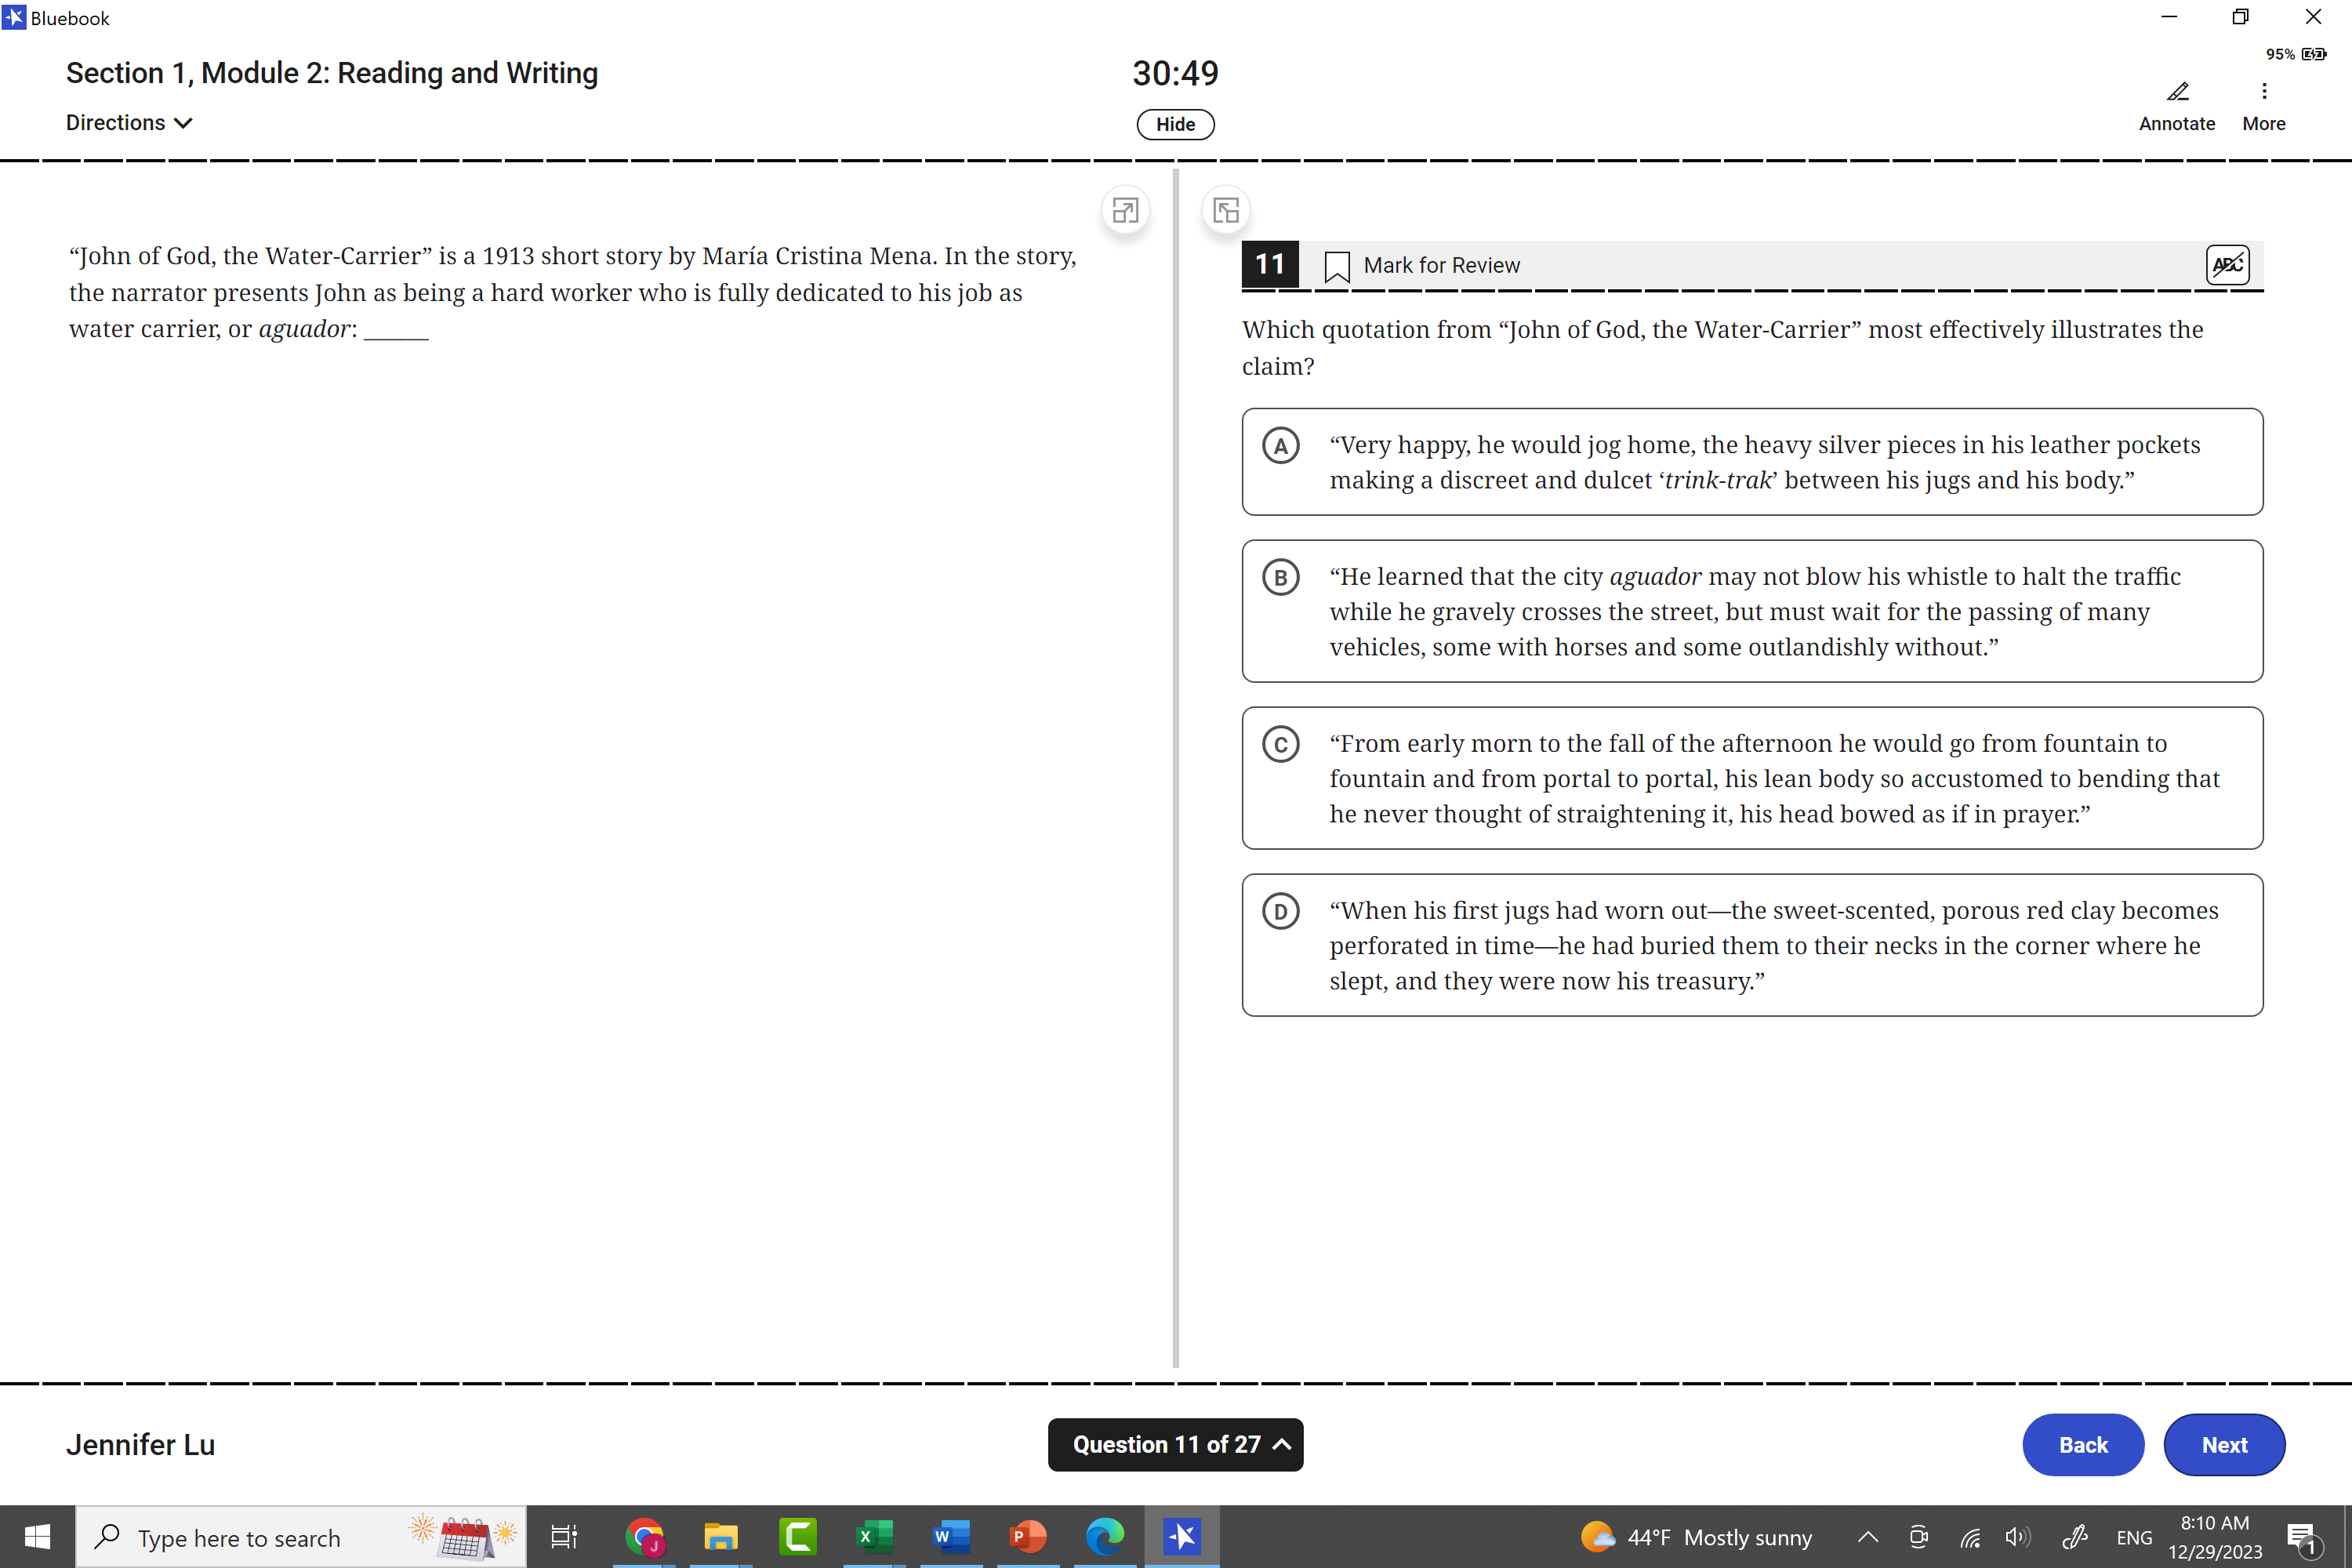 Bluebook
95%
Section 1, Module 2: Reading and Writing
30:49
Directions
Hide
Annotate
More
“John of God, the Water-Carrier” is a 1913 short story by María Cristina Mena. In the story,
the narrator presents John as being a hard worker who is fully dedicated to his job as
water carrier, or aguador: ______
11
Mark for Review
ABC
Which quotation from “John of God, the Water-Carrier” most effectively illustrates the
claim?
A
“Very happy, he would jog home, the heavy silver pieces in his leather pockets
making a discreet and dulcet ‘trink-trak’ between his jugs and his body.”
B
“He learned that the city aguador may not blow his whistle to halt the traffic
while he gravely crosses the street, but must wait for the passing of many
vehicles, some with horses and some outlandishly without.”
C
“From early morn to the fall of the afternoon he would go from fountain to
fountain and from portal to portal, his lean body so accustomed to bending that
he never thought of straightening it, his head bowed as if in prayer.”
D
“When his first jugs had worn out—the sweet-scented, porous red clay becomes
perforated in time—he had buried them to their necks in the corner where he
slept, and they were now his treasury.”
Jennifer Lu
Question 11 of 27
Back
Next
Type here to search
J
C
X
W
P
44°F Mostly sunny
ENG
8:10 AM
12/29/2023
1